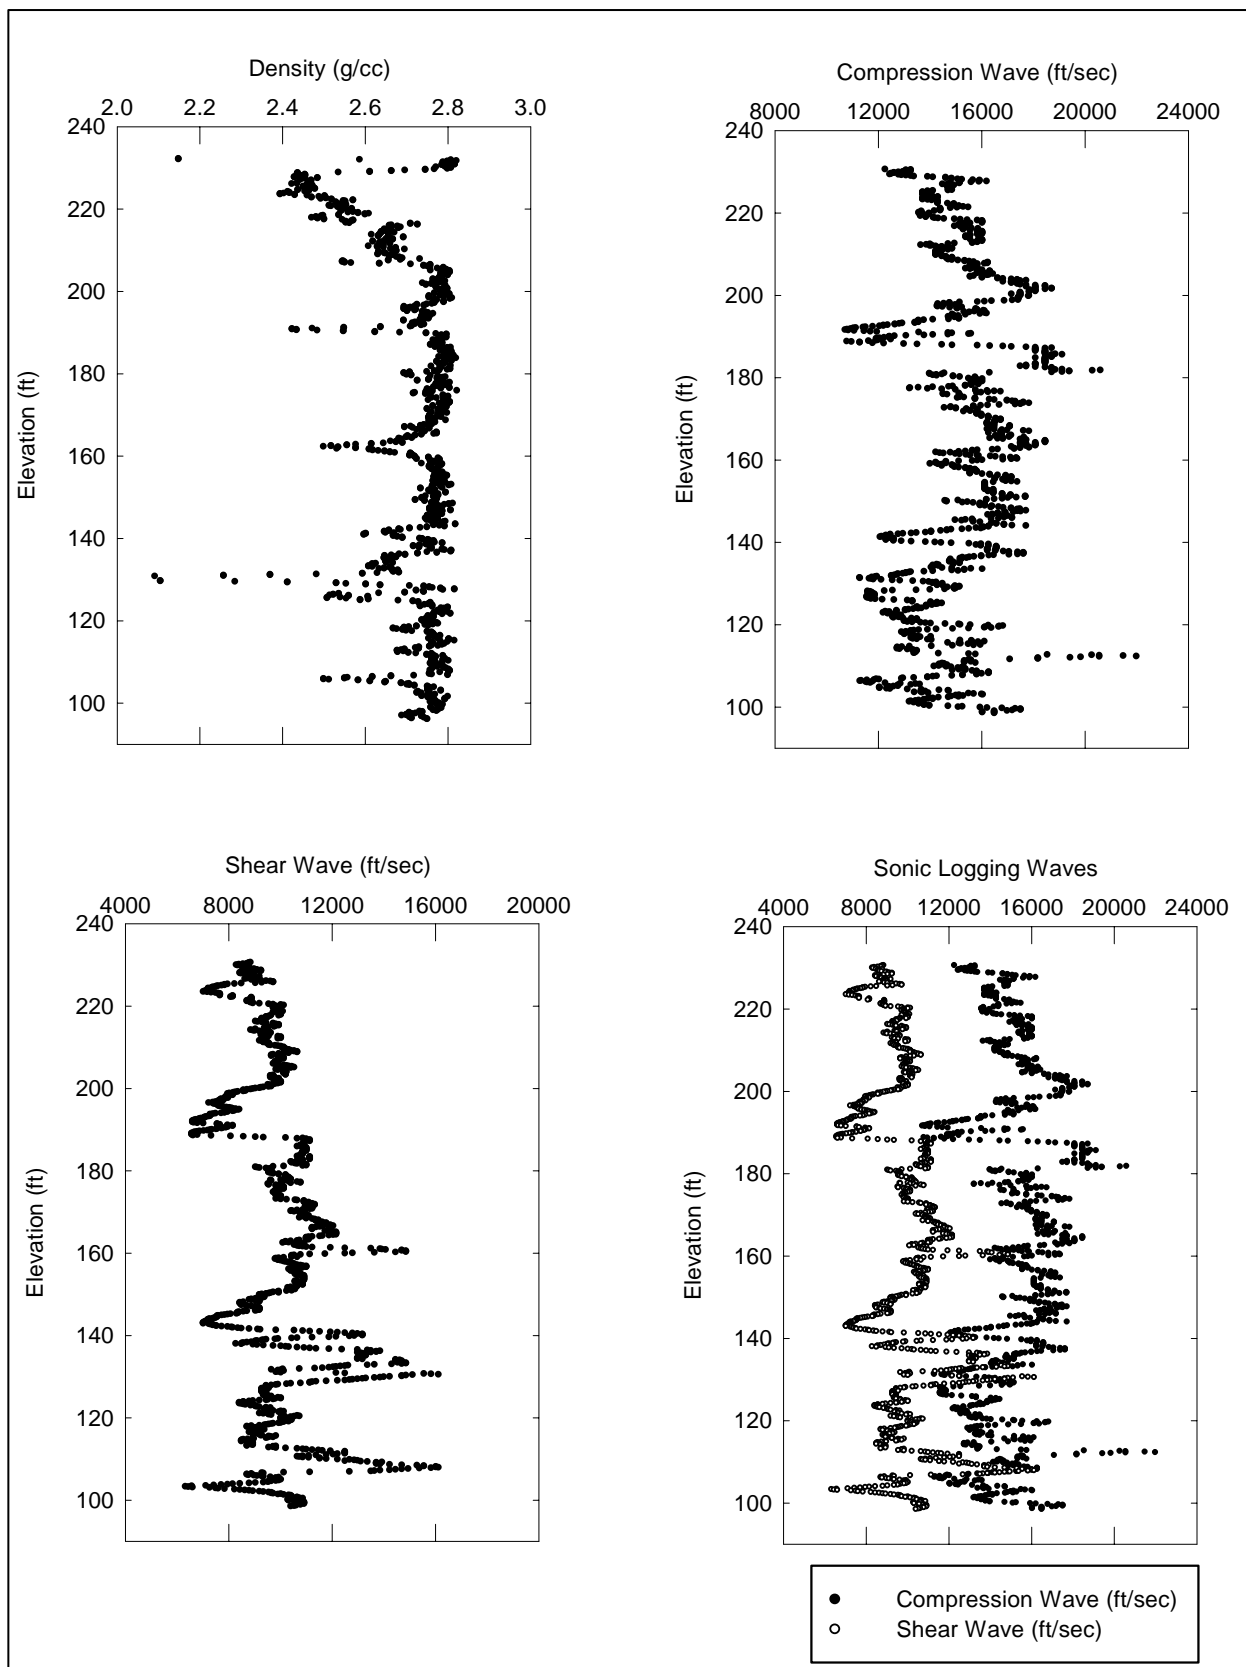 Density (g/cc)
2.0 2.2 2.4 2.6 2.8 3.0
Elevation (ft)
240
220
200
180
160
140
120
100
Compression Wave (ft/sec)
8000 12000 16000 20000 24000
Elevation (ft)
240
220
200
180
160
140
120
100
Shear Wave (ft/sec)
4000 8000 12000 16000 20000
Elevation (ft)
240
220
200
180
160
140
120
100
Sonic Logging Waves
4000 8000 12000 16000 20000 24000
Elevation (ft)
240
220
200
180
160
140
120
100
Compression Wave (ft/sec)
Shear Wave (ft/sec)